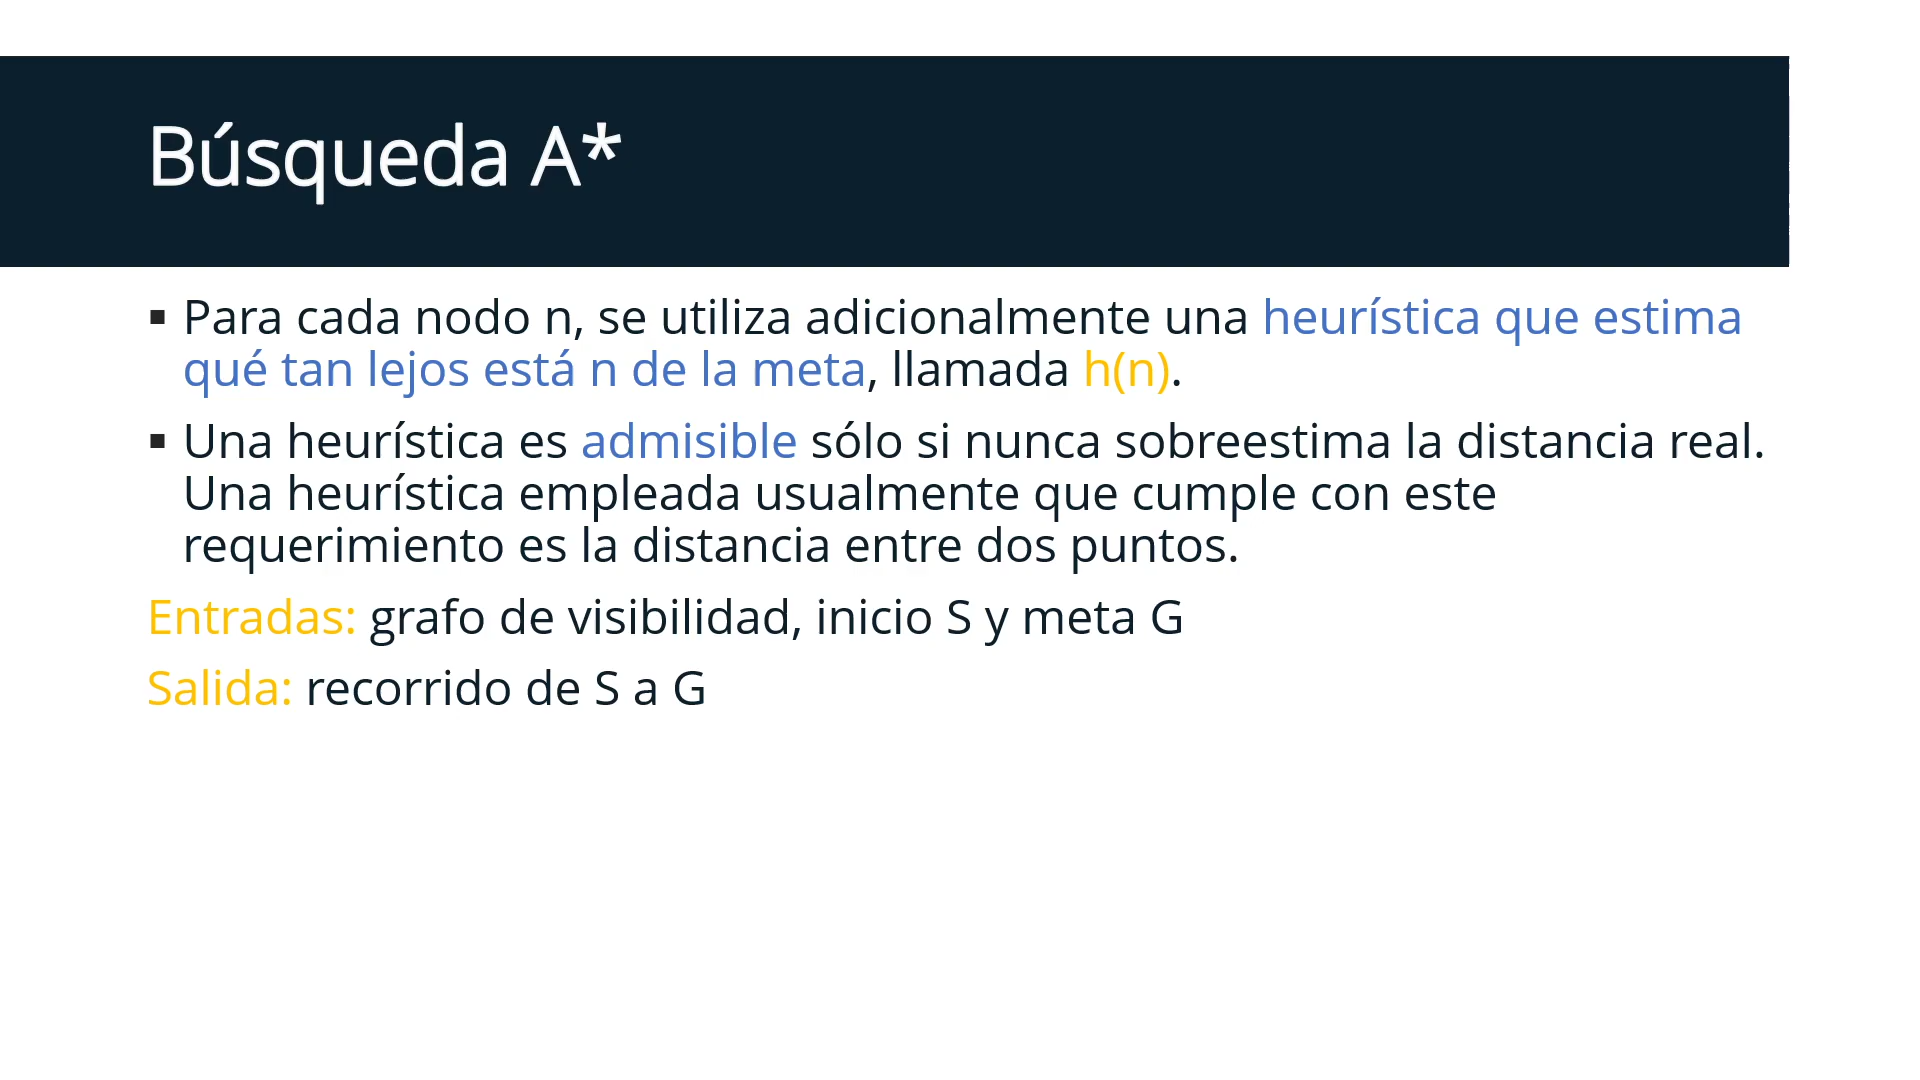 Búsqueda A*
▪ Para cada nodo n, se utiliza adicionalmente una heurística que estima
qué tan lejos está n de la meta, llamada h(n).
▪ Una heurística es admisible sólo si nunca sobreestima la distancia real.
Una heurística empleada usualmente que cumple con este
requerimiento es la distancia entre dos puntos.
Entradas: grafo de visibilidad, inicio S y meta G
Salida: recorrido de S a G